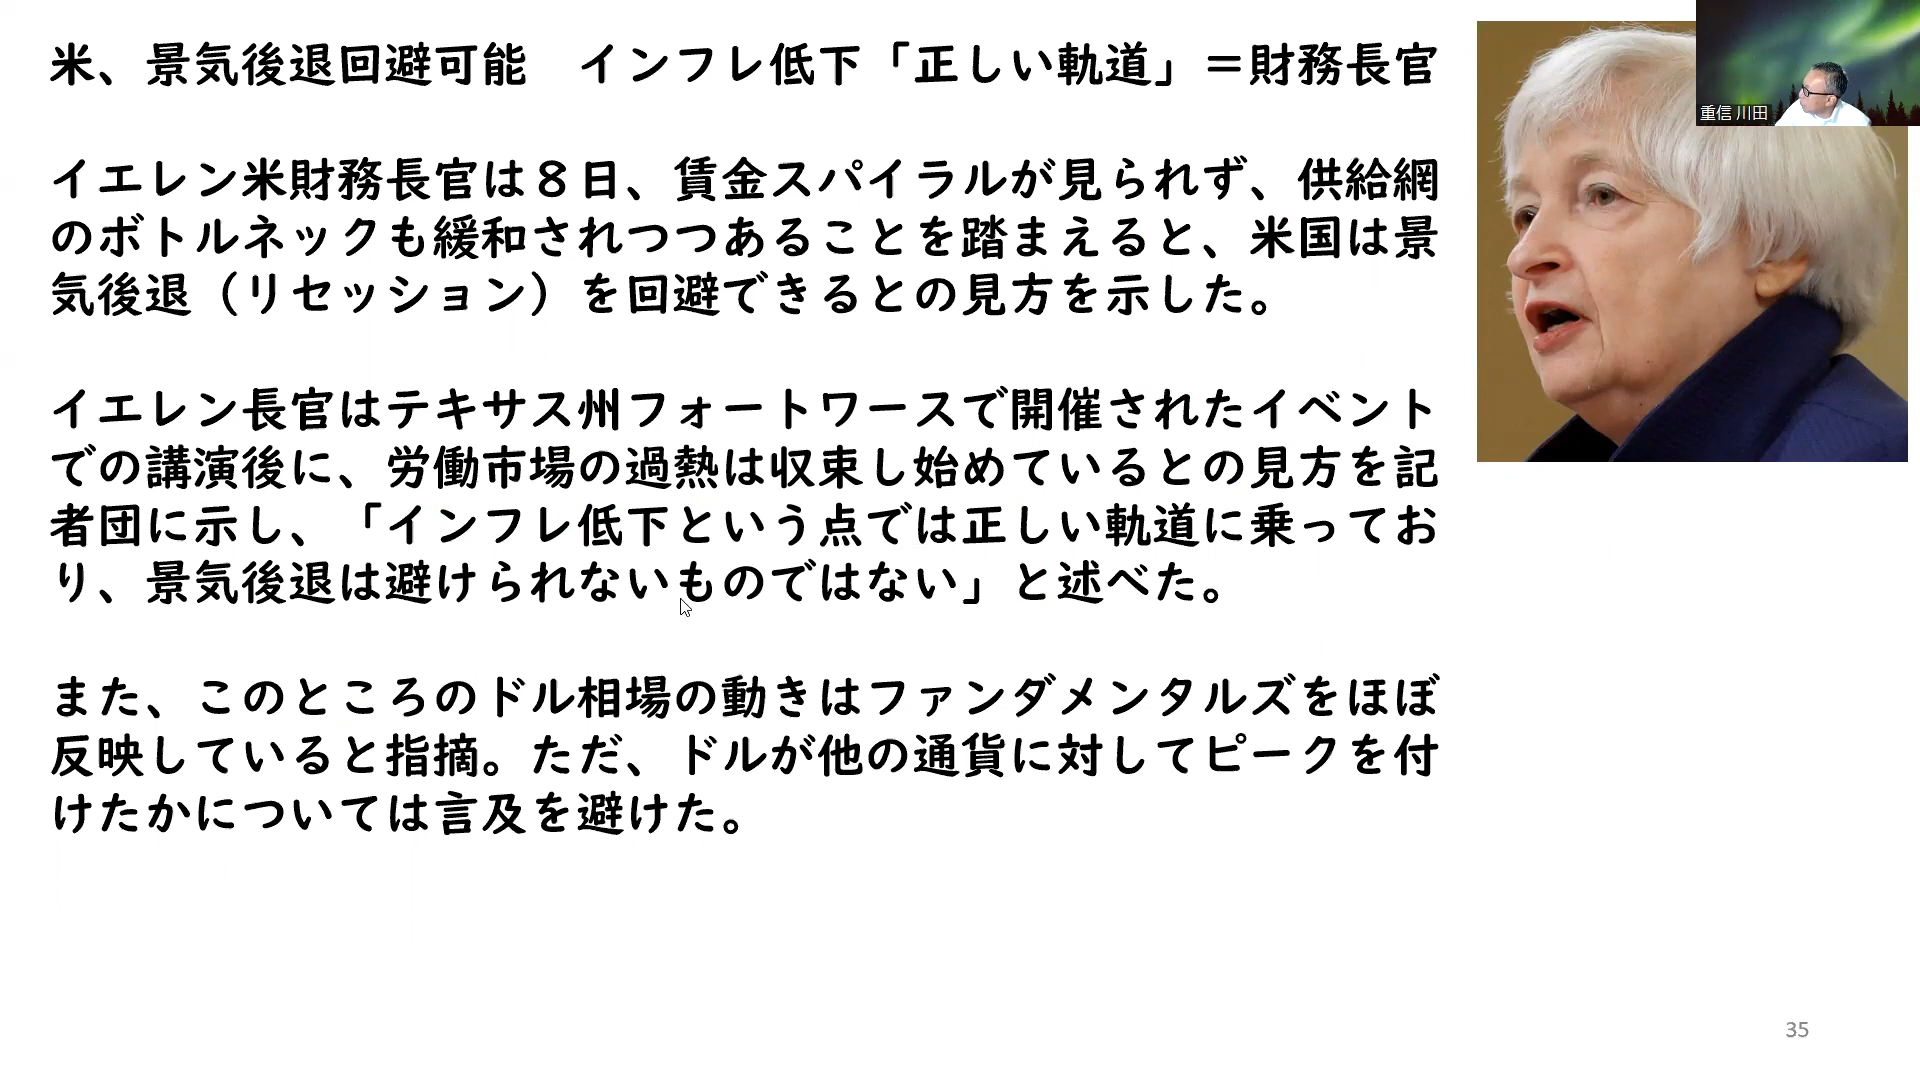 米、景気後退回避可能　インフレ低下「正しい軌道」＝財務長官
重信 川田
イエレン米財務長官は８日、賃金スパイラルが見られず、供給網
のボトルネックも緩和されつつあることを踏まえると、米国は景
気後退（リセッション）を回避できるとの見方を示した。
イエレン長官はテキサス州フォートワースで開催されたイベント
での講演後に、労働市場の過熱は収束し始めているとの見方を記
者団に示し、「インフレ低下という点では正しい軌道に乗ってお
り、景気後退は避けられないものではない」と述べた。
また、このところのドル相場の動きはファンダメンタルズをほぼ
反映していると指摘。ただ、ドルが他の通貨に対してピークを付
けたかについては言及を避けた。
35